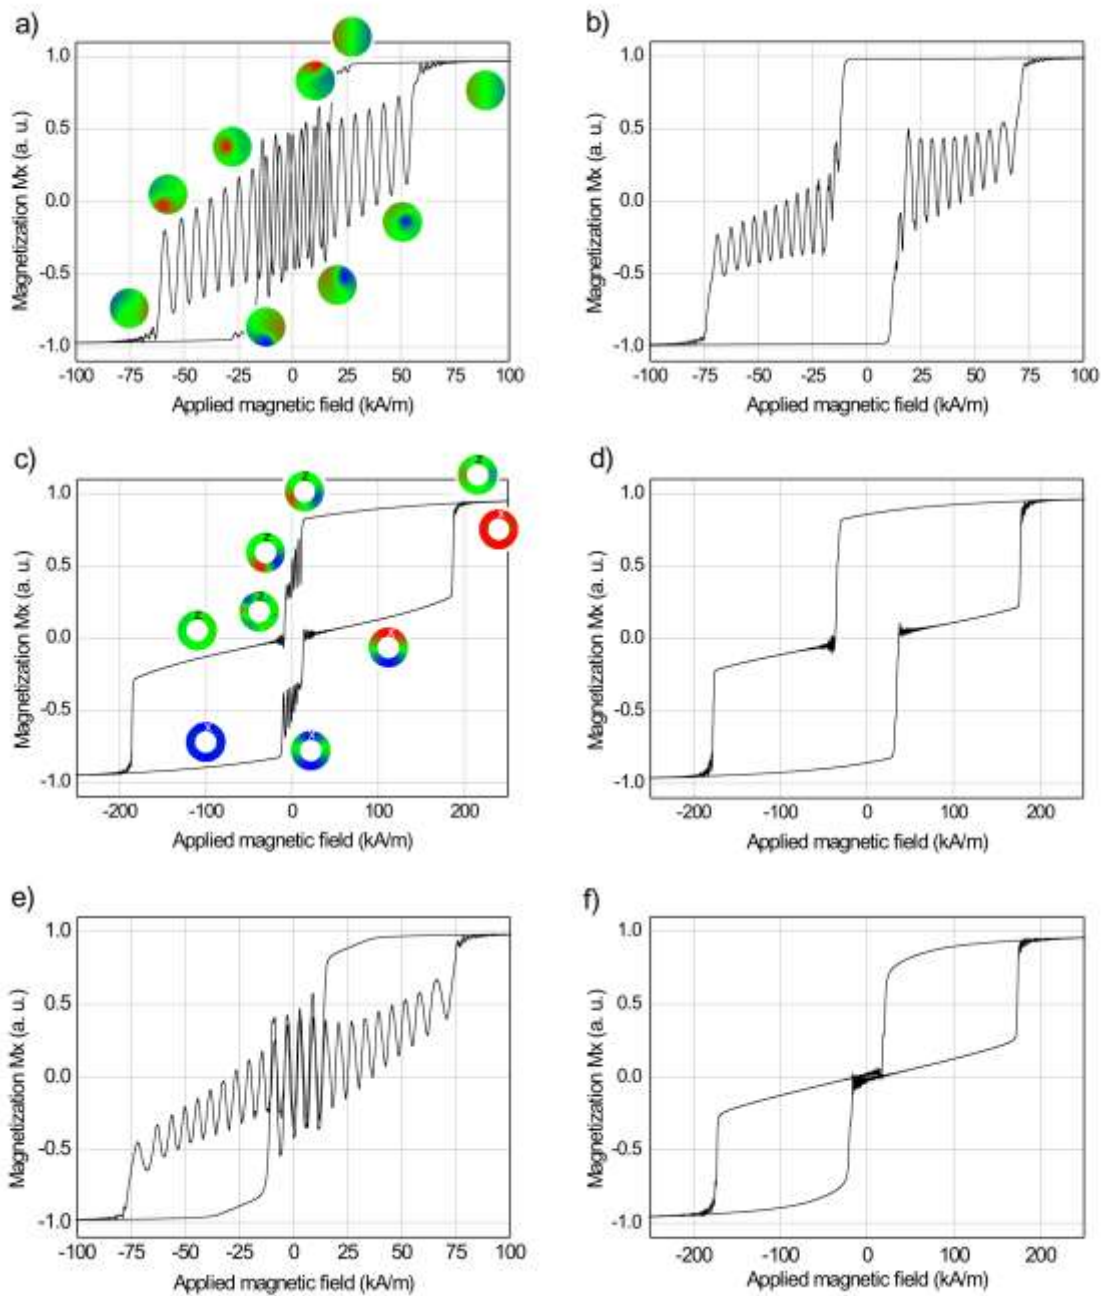 a)
b)
1.0
0.5
0.0
-0.5
-1.0
Magnetization Mx (a. u.)
-100 -75 -50 -25 0 25 50 75 100
Applied magnetic field (kA/m)
1.0
0.5
0.0
-0.5
-1.0
Magnetization Mx (a. u.)
-100 -75 -50 -25 0 25 50 75 100
Applied magnetic field (kA/m)
c)
d)
1.0
0.5
0.0
-0.5
-1.0
Magnetization Mx (a. u.)
Z
Z
X
Z
Z
Z
X
X
X
-200 -100 0 100 200
Applied magnetic field (kA/m)
1.0
0.5
0.0
-0.5
-1.0
Magnetization Mx (a. u.)
-200 -100 0 100 200
Applied magnetic field (kA/m)
e)
f)
1.0
0.5
0.0
-0.5
-1.0
Magnetization Mx (a. u.)
-100 -75 -50 -25 0 25 50 75 100
Applied magnetic field (kA/m)
1.0
0.5
0.0
-0.5
-1.0
Magnetization Mx (a. u.)
-200 -100 0 100 200
Applied magnetic field (kA/m)